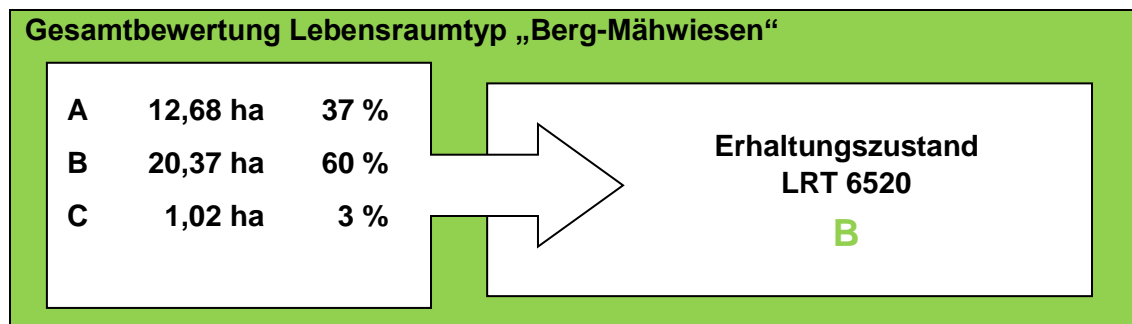 Gesamtbewertung Lebensraumtyp „Berg-Mähwiesen“
A 12,68 ha 37 %
B 20,37 ha 60 %
C 1,02 ha 3 %
Erhaltungszustand
LRT 6520
B